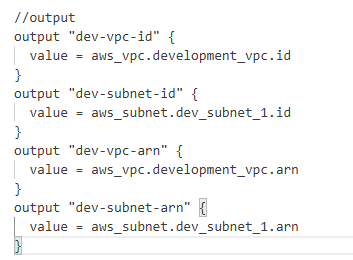 //output
output "dev-vpc-id" {
  value = aws_vpc.development_vpc.id
}
output "dev-subnet-id" {
  value = aws_subnet.dev_subnet_1.id
}
output "dev-vpc-arn" {
  value = aws_vpc.development_vpc.arn
}
output "dev-subnet-arn" {
  value = aws_subnet.dev_subnet_1.arn
}